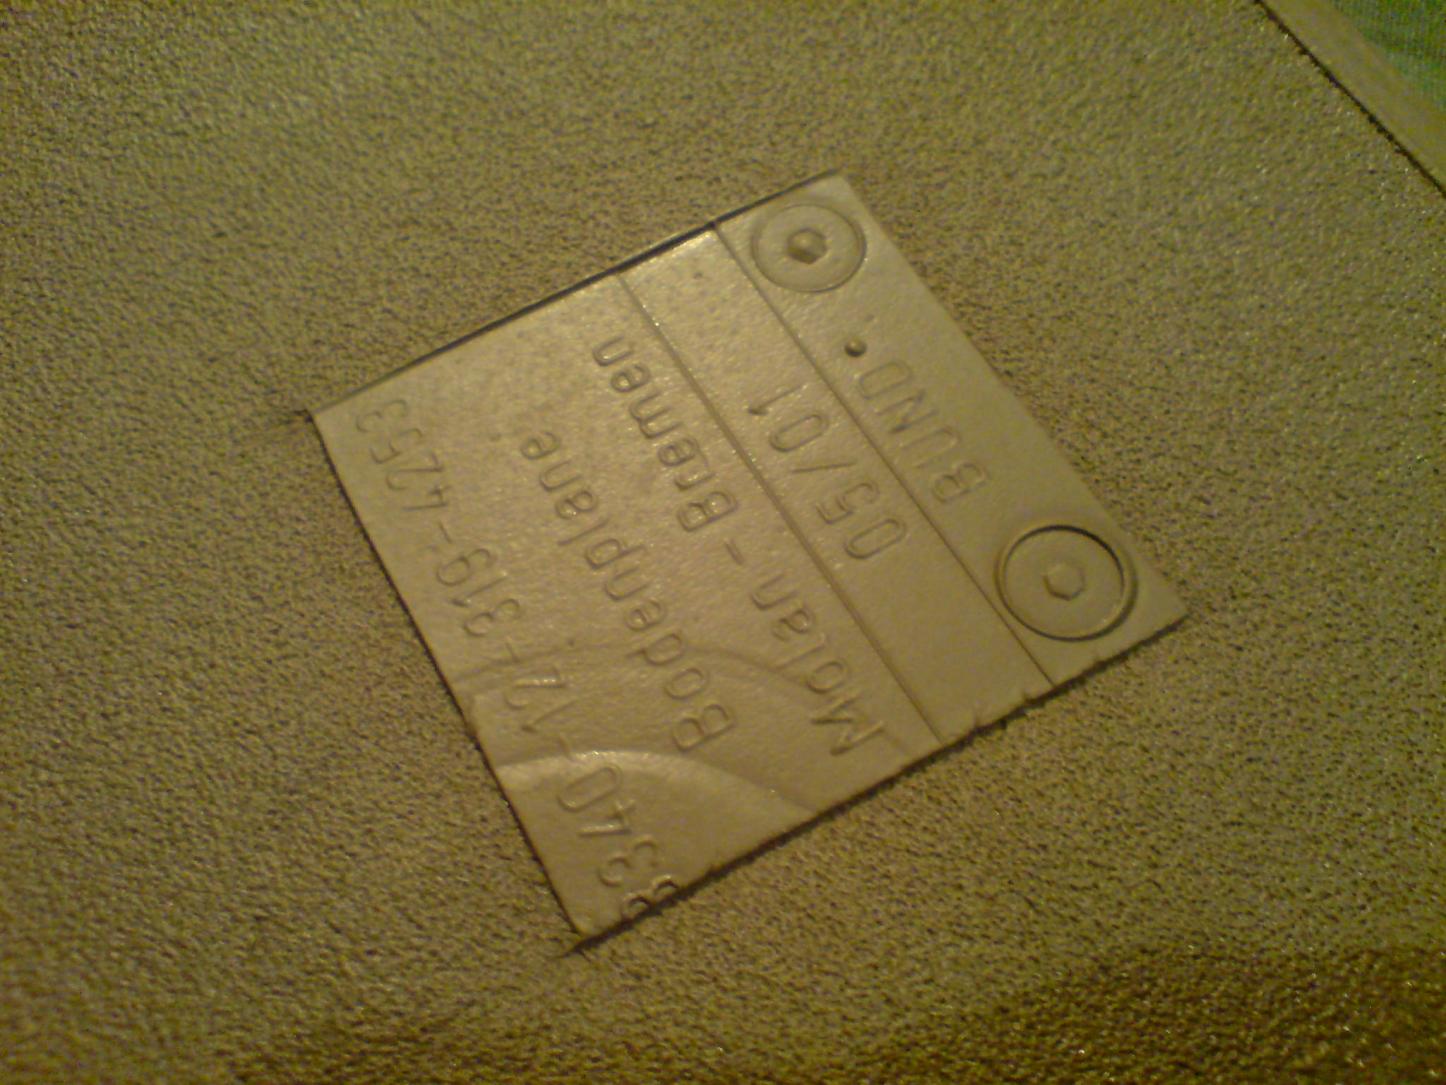 8340-12-319-4253
Bodenplane
Molan - Bremen
05/01
BUND.